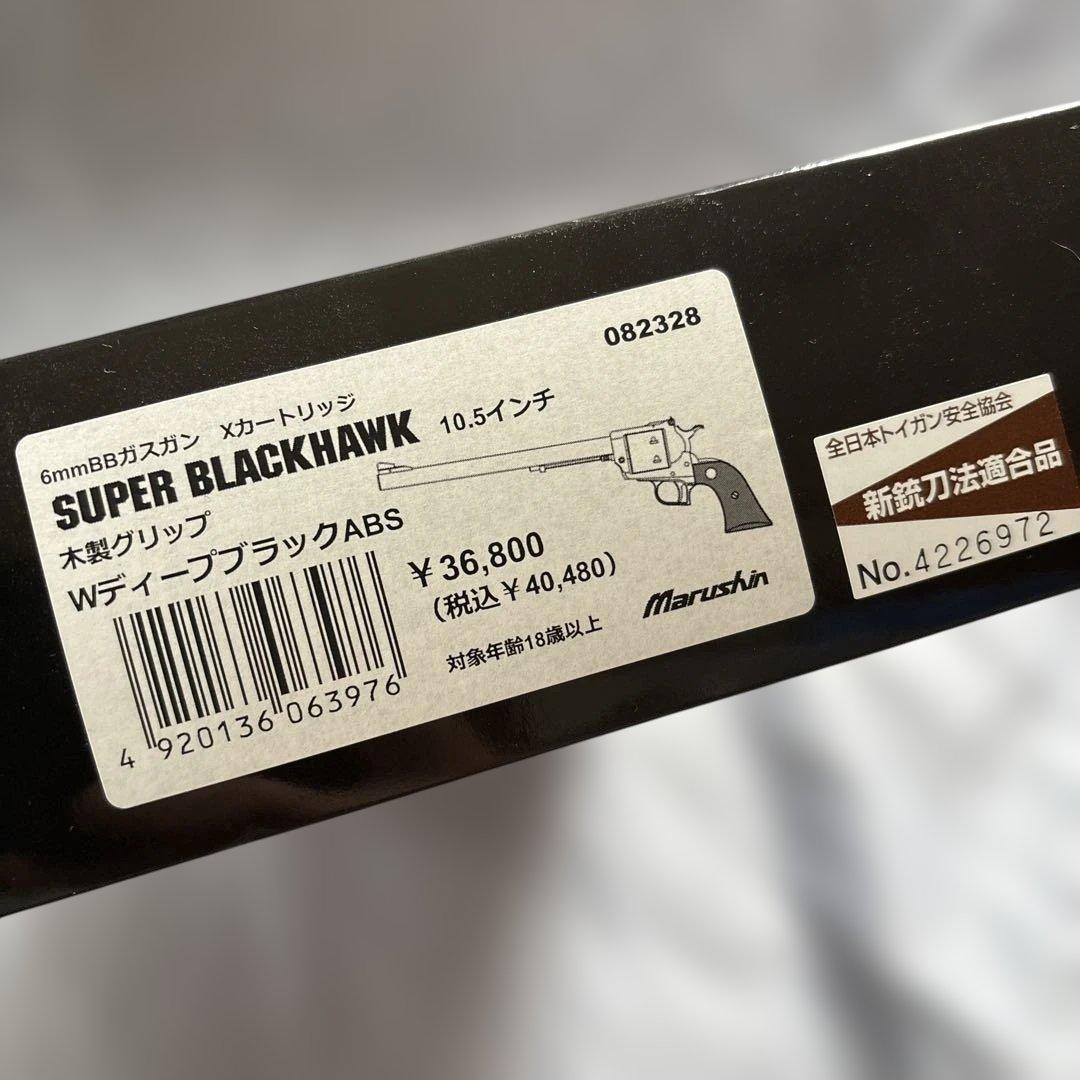 082328
6mmBBガスガン Xカートリッジ
SUPER BLACKHAWK 10.5インチ
木製グリップ
WディープブラックABS
¥36,800
(税込¥40,480)
対象年齢18歳以上
Marushin
4 920136 063976
全日本トイガン安全協会
新銃刀法適合品
No.4226972